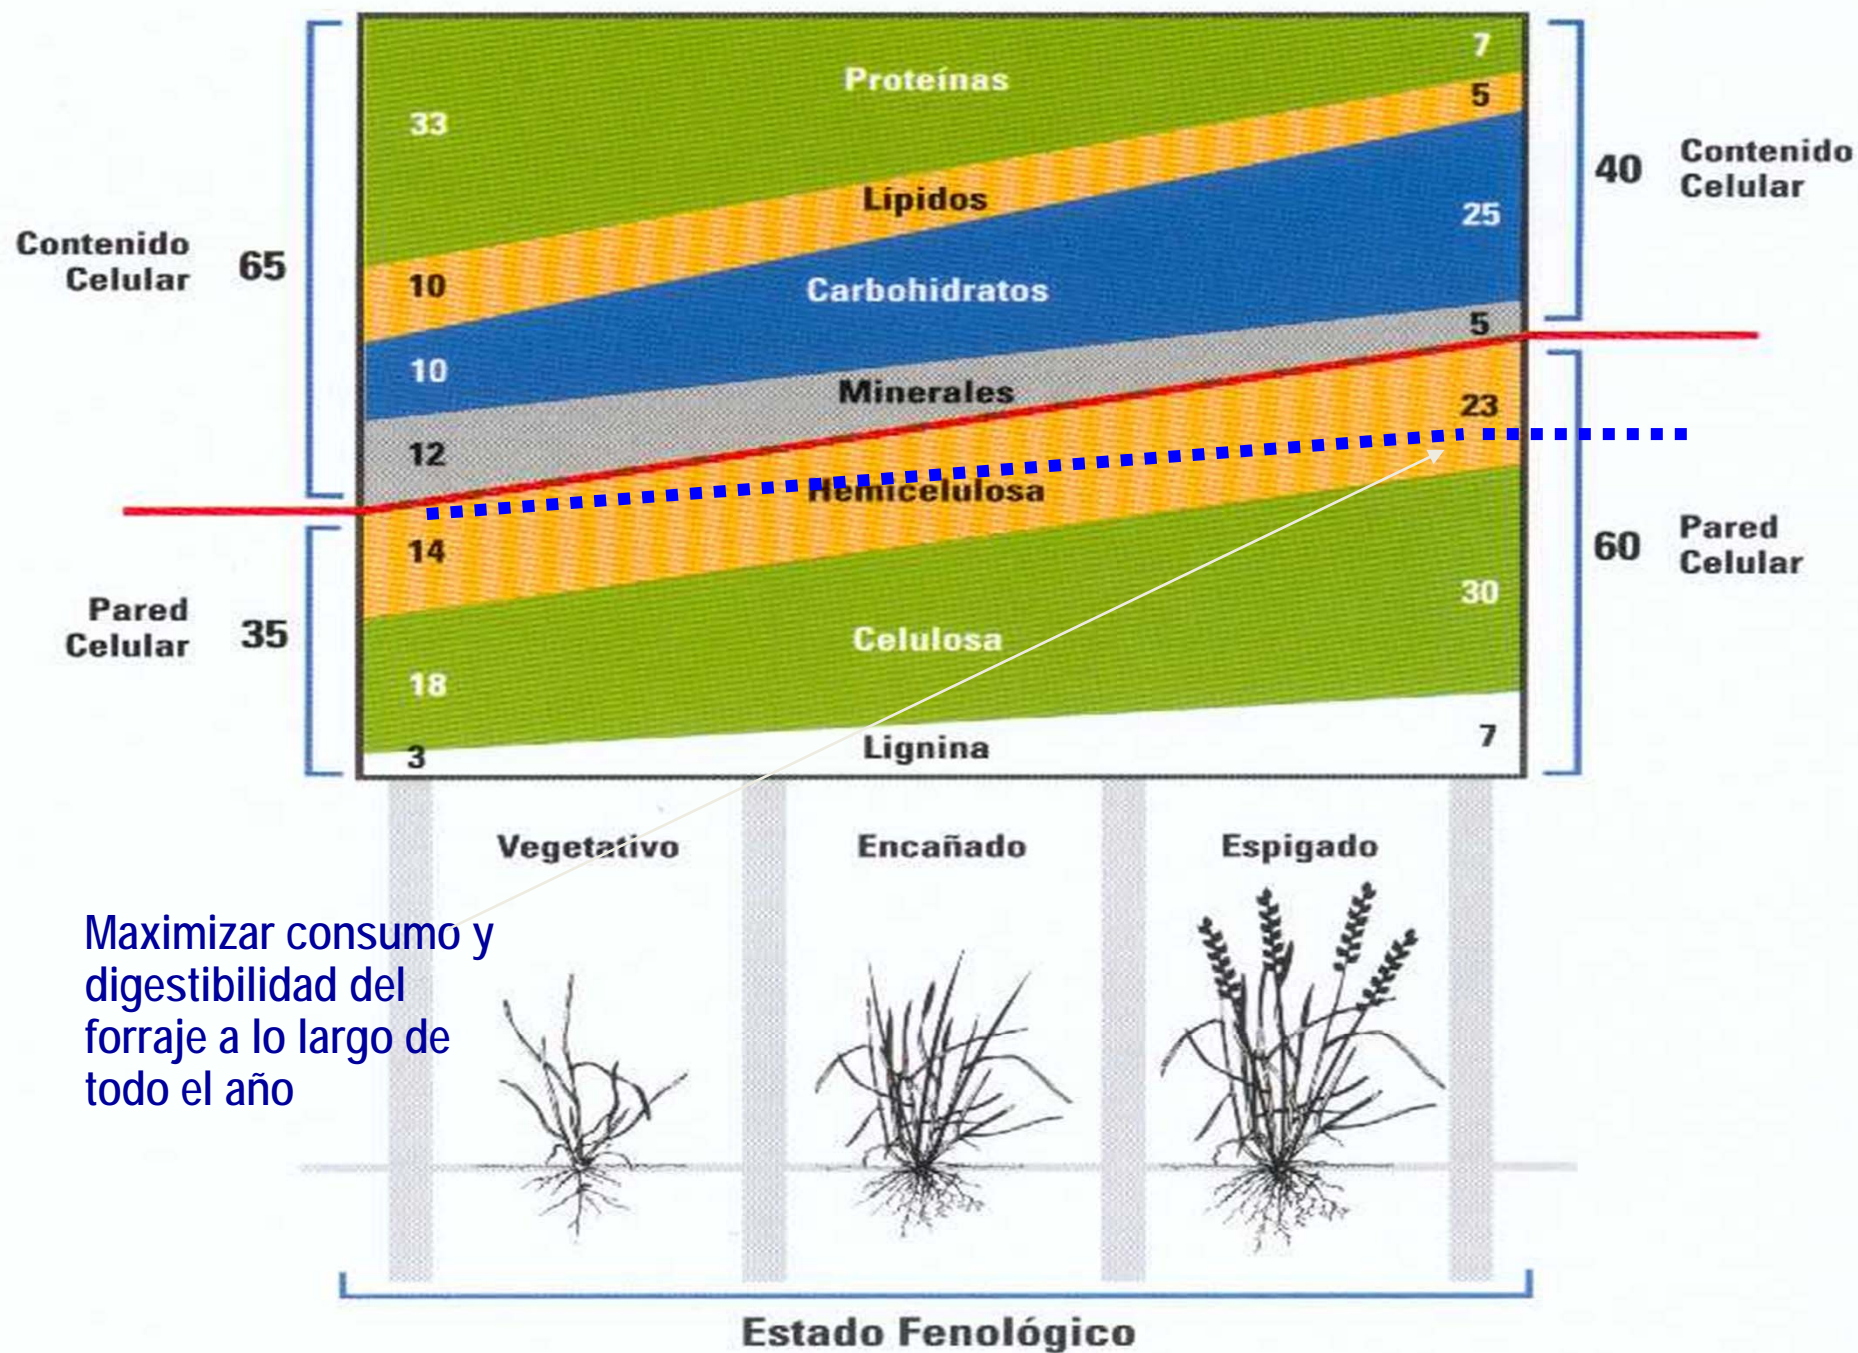 Proteínas
7
33
5
Lípidos
25
10
Carbohidratos
10
5
Minerales
12
23
Hemicelulosa
14
30
Celulosa
18
Lignina
7
3
Contenido
Celular
65
Pared
Celular
35
40
Contenido
Celular
60
Pared
Celular
Vegetativo
Encañado
Espigado
Maximizar consumo y
digestibilidad del
forraje a lo largo de
todo el año
Estado Fenológico